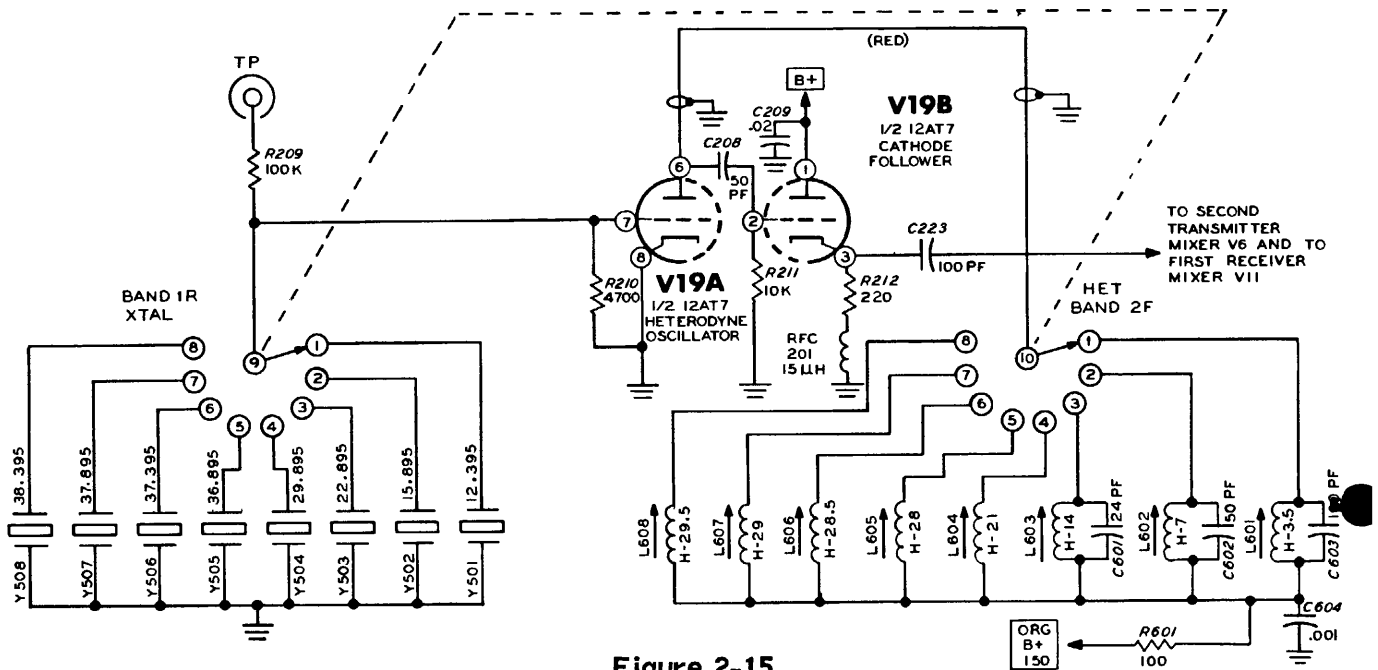 TP
R209
100K
(RED)
B+
C209
.02
V19B
1/2 12AT7
CATHODE
FOLLOWER
C208
50
PF
6
1
7
2
8
3
R210
4700
V19A
1/2 12AT7
HETERODYNE
OSCILLATOR
R211
10K
R212
220
RFC
201
15µH
C223
100 PF
TO SECOND
TRANSMITTER
MIXER V6 AND TO
FIRST RECEIVER
MIXER V11
BAND 1R
XTAL
8
7
6
5
4
3
2
1
9
38.395
37.895
37.395
36.895
29.895
22.895
15.895
12.395
Y508
Y507
Y506
Y505
Y504
Y503
Y502
Y501
HET
BAND 2F
8
7
6
5
4
3
2
1
10
L608
H-29.5
L607
H-29
L606
H-28.5
L605
H-28
L604
H-21
L603
H-14
24 PF
C601
L602
H-7
50 PF
C602
L601
H-3.5
PF
C603
C604
.001
R601
100
ORG
B+
150
Figure 2-15